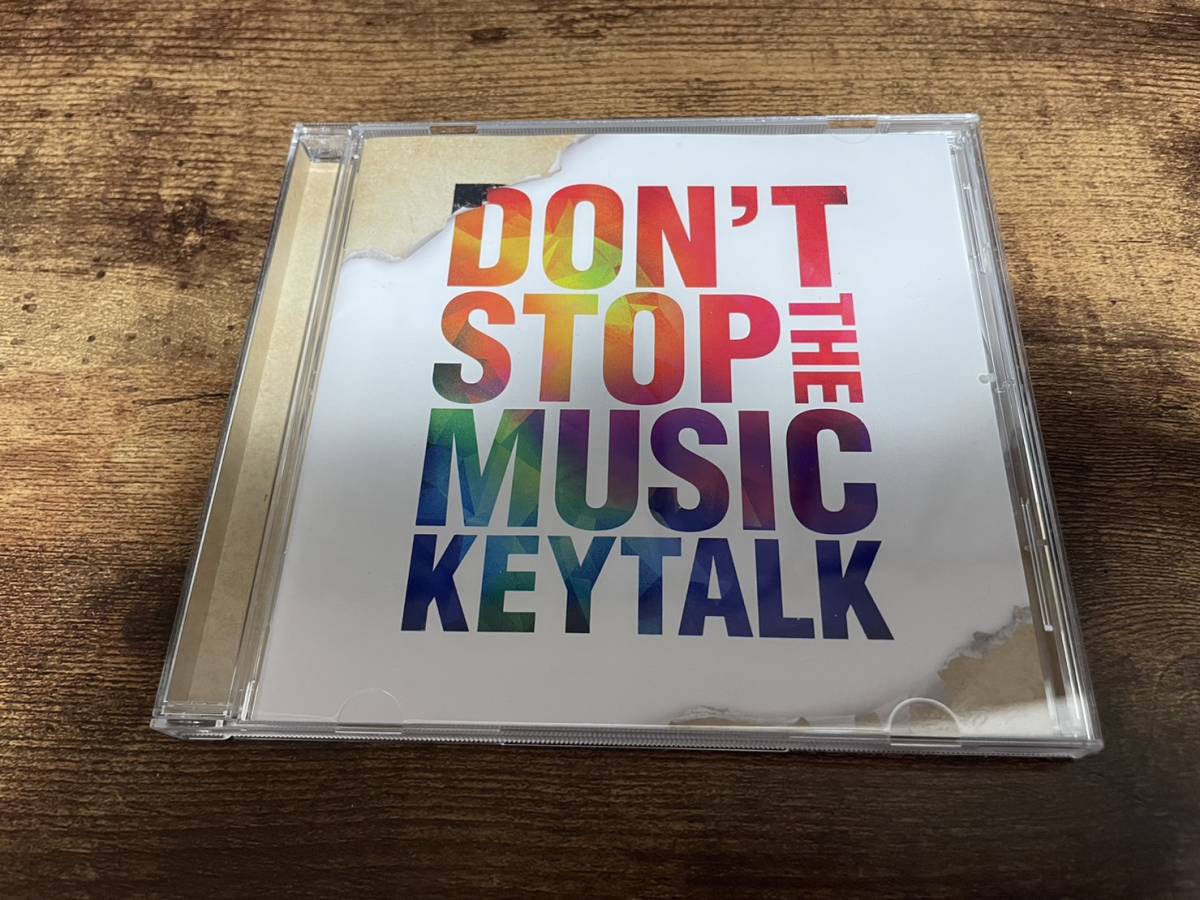 DON'T
STOP THE
MUSIC
KEYTALK